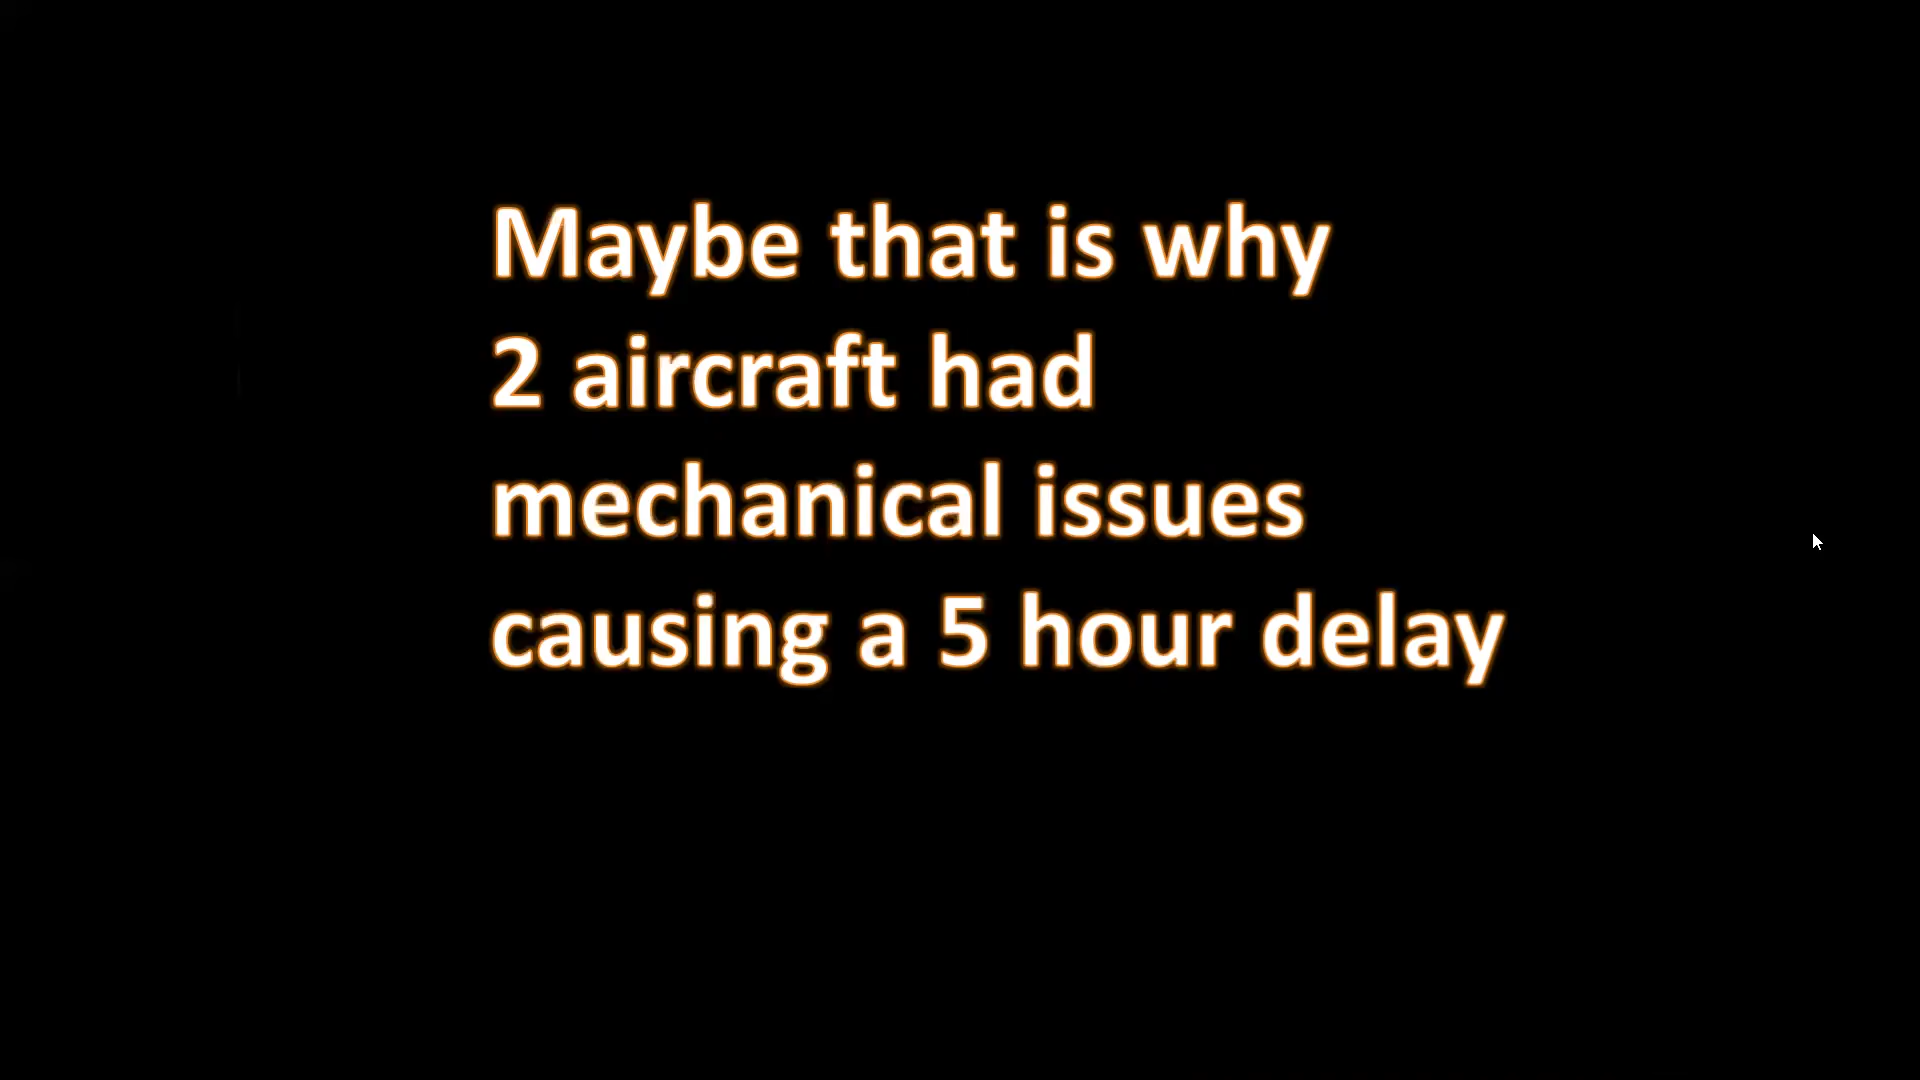 Maybe that is why
2 aircraft had
mechanical issues
causing a 5 hour delay